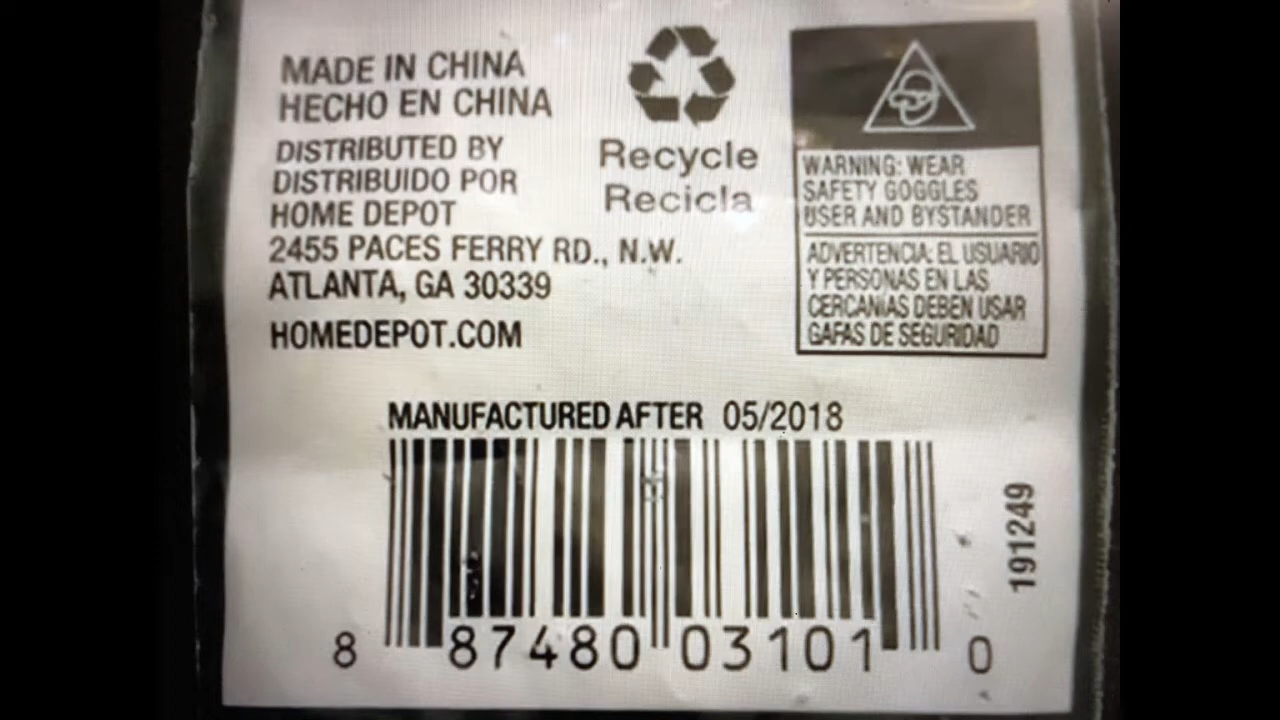 MADE IN CHINA
HECHO EN CHINA
DISTRIBUTED BY
DISTRIBUIDO POR
HOME DEPOT
2455 PACES FERRY RD., N.W.
ATLANTA, GA 30339
HOMEDEPOT.COM
Recycle
Recicla
WARNING: WEAR
SAFETY GOGGLES
USER AND BYSTANDER
ADVERTENCIA: EL USUARIO
Y PERSONAS EN LAS
CERCANÍAS DEBEN USAR
GAFAS DE SEGURIDAD
MANUFACTURED AFTER 05/2018
8 87480 03101 0
191249